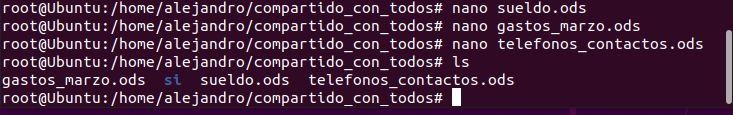 root@Ubuntu:/home/alejandro/compartido_con_todos# nano sueldo.ods
root@Ubuntu:/home/alejandro/compartido_con_todos# nano gastos_marzo.ods
root@Ubuntu:/home/alejandro/compartido_con_todos# nano telefonos_contactos.ods
root@Ubuntu:/home/alejandro/compartido_con_todos# ls
gastos_marzo.ods  si  sueldo.ods  telefonos_contactos.ods
root@Ubuntu:/home/alejandro/compartido_con_todos#